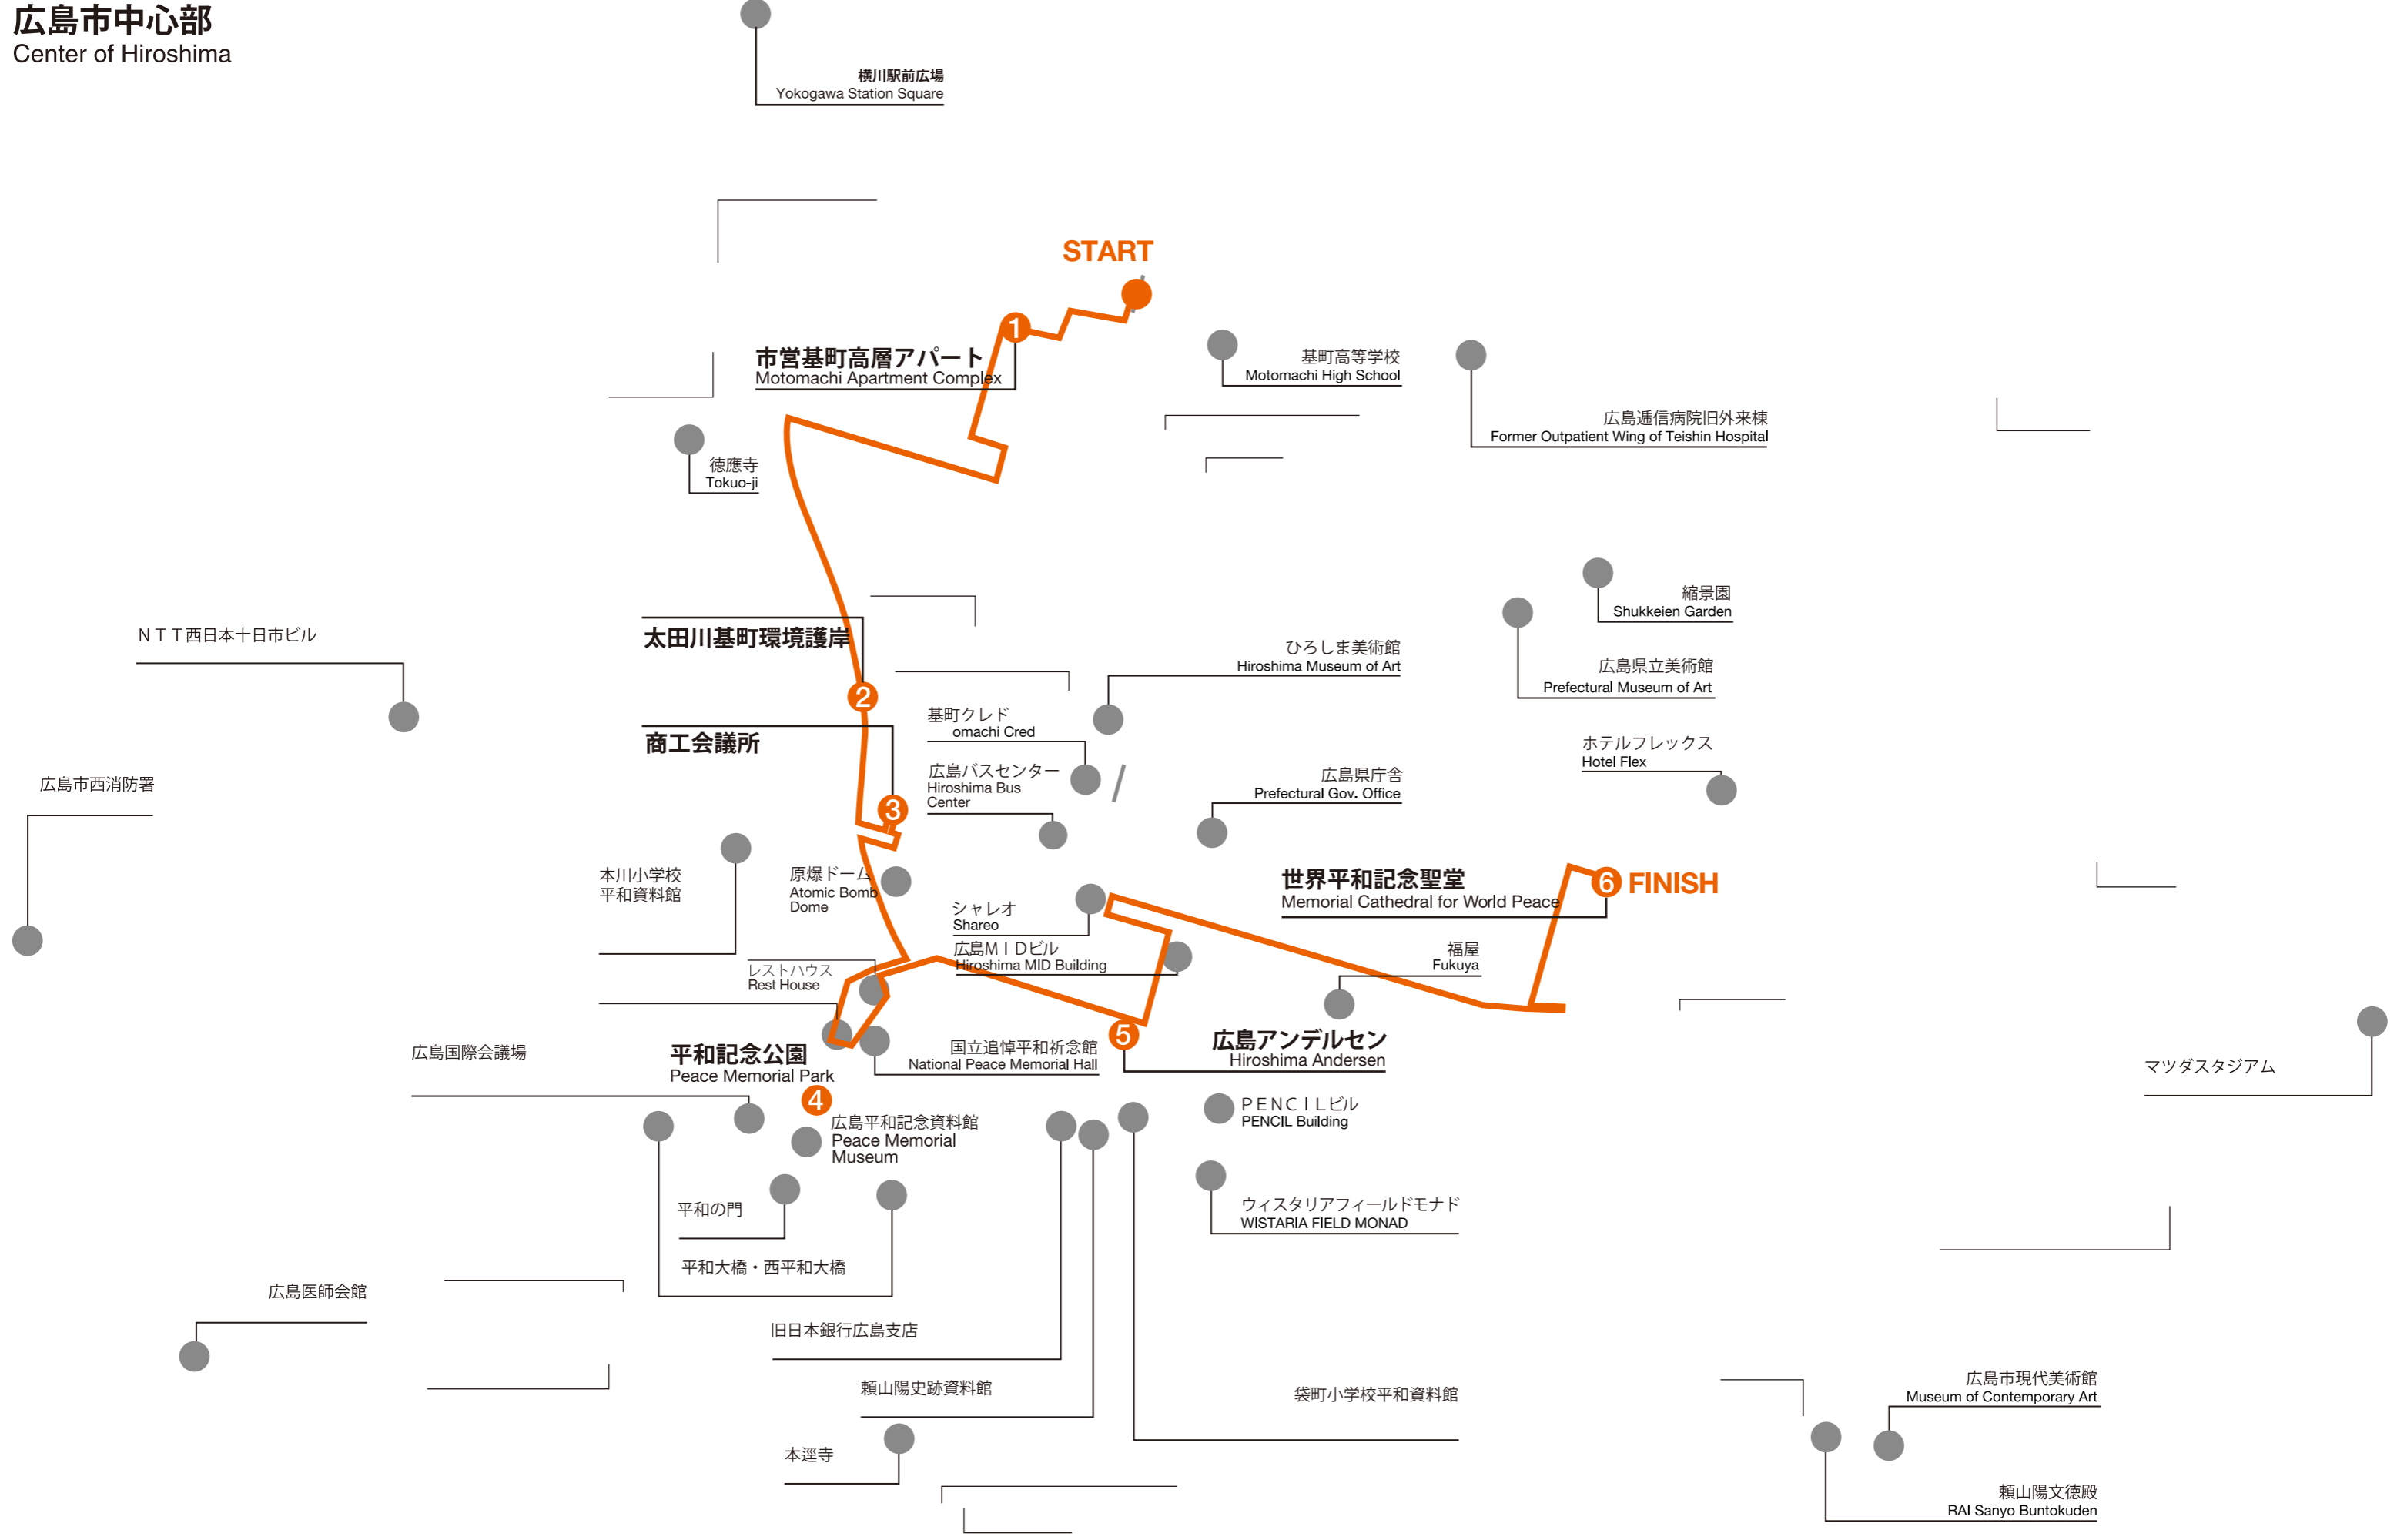 広島市中心部
Center of Hiroshima
横川駅前広場
Yokogawa Station Square
START
1
市営基町高層アパート
Motomachi Apartment Complex
基町高等学校
Motomachi High School
広島逓信病院旧外来棟
Former Outpatient Wing of Teishin Hospital
徳應寺
Tokuo-ji
縮景園
Shukkeien Garden
太田川基町環境護岸
2
ＮＴＴ西日本十日市ビル
ひろしま美術館
Hiroshima Museum of Art
広島県立美術館
Prefectural Museum of Art
商工会議所
3
基町クレド
omachi Cred
ホテルフレックス
Hotel Flex
広島バスセンター
Hiroshima Bus
Center
広島県庁舎
Prefectural Gov. Office
広島市西消防署
本川小学校
平和資料館
原爆ドーム
Atomic Bomb
Dome
世界平和記念聖堂
Memorial Cathedral for World Peace
6
FINISH
シャレオ
Shareo
広島ＭＩＤビル
Hiroshima MID Building
福屋
Fukuya
レストハウス
Rest House
5
広島アンデルセン
Hiroshima Andersen
国立追悼平和祈念館
National Peace Memorial Hall
広島国際会議場
平和記念公園
Peace Memorial Park
4
マツダスタジアム
ＰＥＮＣＩＬビル
PENCIL Building
広島平和記念資料館
Peace Memorial
Museum
平和の門
ウィスタリアフィールドモナド
WISTARIA FIELD MONAD
平和大橋・西平和大橋
広島医師会館
旧日本銀行広島支店
頼山陽史跡資料館
袋町小学校平和資料館
広島市現代美術館
Museum of Contemporary Art
本逕寺
頼山陽文徳殿
RAI Sanyo Buntokuden